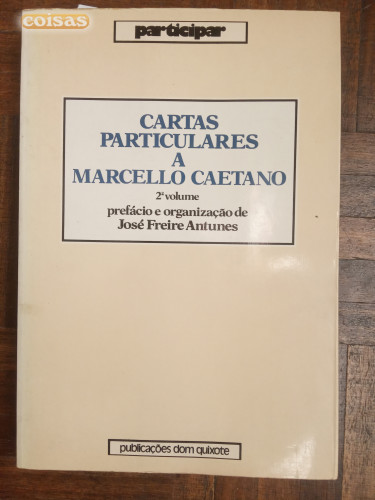 coisas
participar
CARTAS
PARTICULARES
A
MARCELLO CAETANO
2º volume
prefácio e organização de
José Freire Antunes
publicações dom quixote